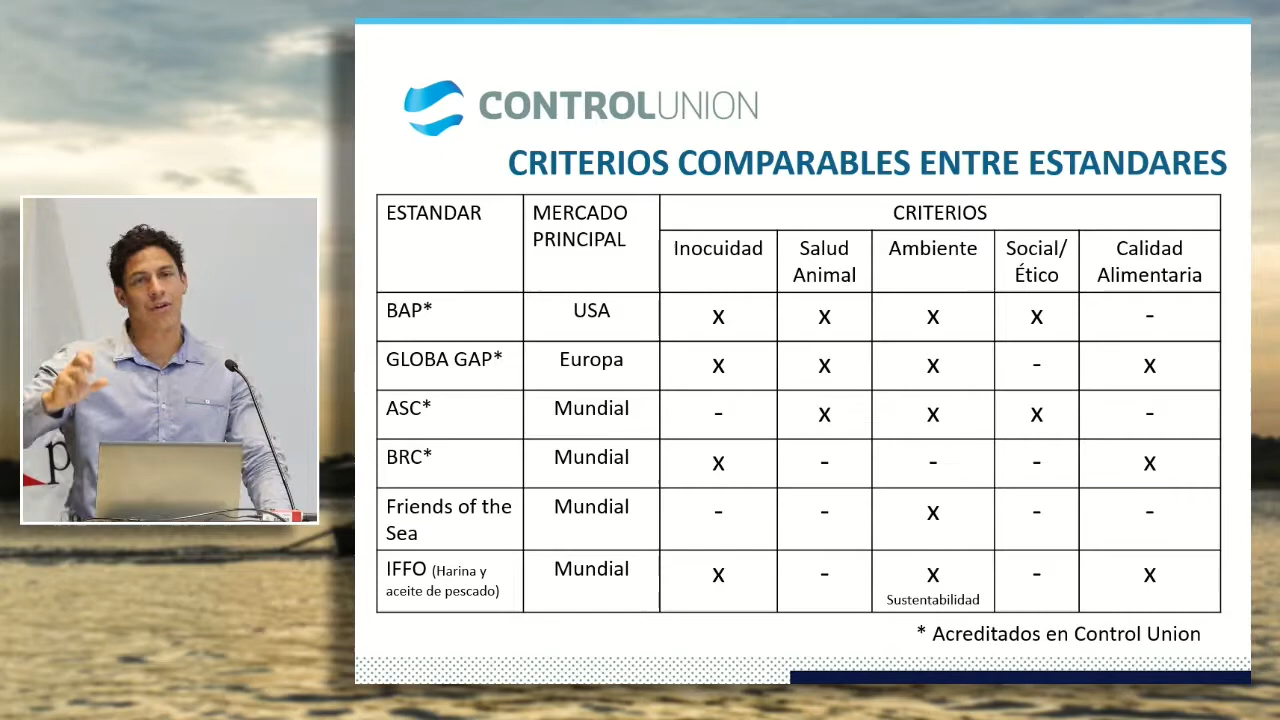 CONTROLUNION
CRITERIOS COMPARABLES ENTRE ESTANDARES
ESTANDAR MERCADO PRINCIPAL CRITERIOS
Inocuidad Salud Animal Ambiente Social/ Ético Calidad Alimentaria
BAP* USA x x x x -
GLOBA GAP* Europa x x x - x
ASC* Mundial - x x x -
BRC* Mundial x - - - x
Friends of the Sea Mundial - - x - -
IFFO (Harina y aceite de pescado) Mundial x - x Sustentabilidad - x
* Acreditados en Control Union
p